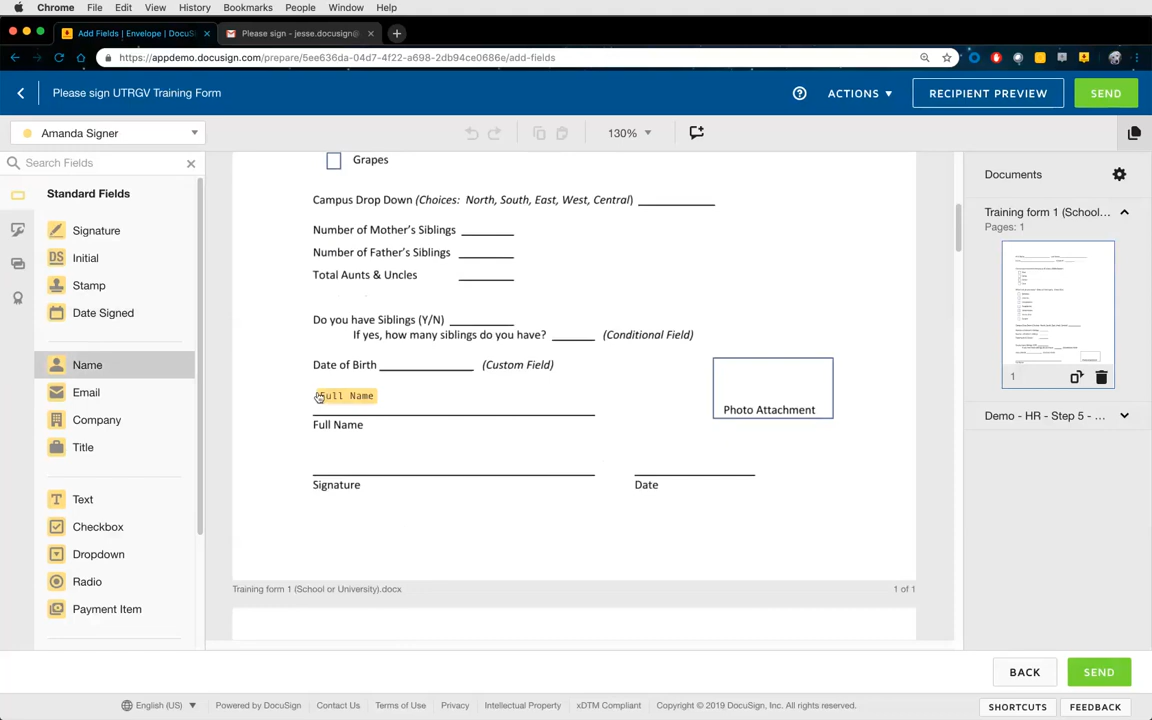 Chrome File Edit View History Bookmarks People Window Help
Add Fields | Envelope | DocuS
Please sign - jesse.docusign@
https://appdemo.docusign.com/prepare/5ee636da-04d7-4f22-a698-2db94ce0686e/add-fields
Please sign UTRGV Training Form
ACTIONS
RECIPIENT PREVIEW
SEND
Amanda Signer
130%
Search Fields
Standard Fields
Signature
DS Initial
Stamp
Date Signed
Name
Email
Company
Title
Text
Checkbox
Dropdown
Radio
Payment Item
Grapes
Campus Drop Down (Choices: North, South, East, West, Central)
Number of Mother's Siblings
Number of Father's Siblings
Total Aunts & Uncles
Do you have Siblings (Y/N)
If yes, how many siblings do you have? (Conditional Field)
Date of Birth (Custom Field)
Full Name
Photo Attachment
Full Name
Signature
Date
Training form 1 (School or University).docx
1 of 1
Documents
Training form 1 (School...
Pages: 1
1
Demo - HR - Step 5 - ...
BACK
SEND
English (US)
Powered by DocuSign
Contact Us
Terms of Use
Privacy
Intellectual Property
xDTM Compliant
Copyright © 2019 DocuSign, Inc. All rights reserved.
SHORTCUTS
FEEDBACK